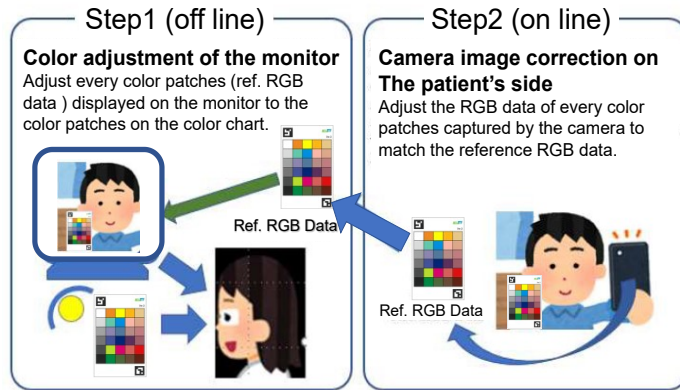 Step1 (off line)
Color adjustment of the monitor
Adjust every color patches (ref. RGB
data ) displayed on the monitor to the
color patches on the color chart.
Ref. RGB Data
Step2 (on line)
Camera image correction on
The patient’s side
Adjust the RGB data of every color
patches captured by the camera to
match the reference RGB data.
Ref. RGB Data